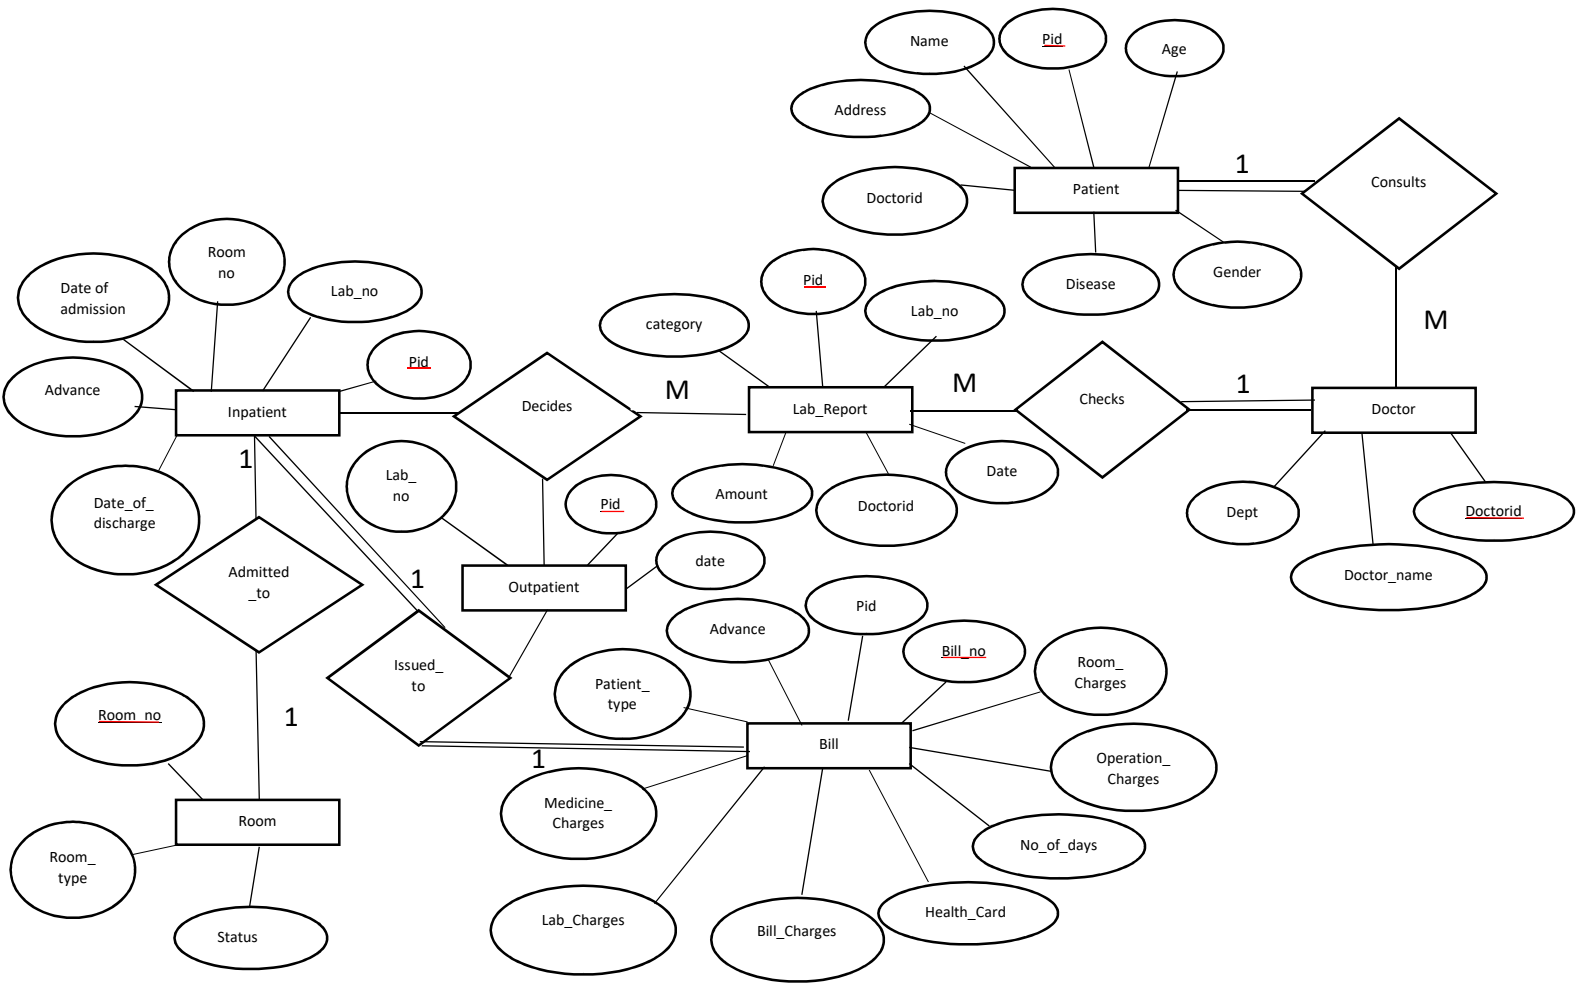 Name
Pid
Age
Address
1
Consults
Patient
Doctorid
Room
no
Gender
Disease
Pid
Date of
admission
Lab_no
Lab_no
category
M
Pid
Advance
M
M
1
Decides
Checks
Inpatient
Lab_Report
Doctor
1
Lab_
no
Date
Date_of_
discharge
Amount
Pid
Doctorid
Dept
Doctorid
date
Admitted
_to
1
Outpatient
Doctor_name
Pid
Advance
Bill_no
Issued_
to
Room_
Charges
Patient_
type
Room_no
1
Bill
1
Operation_
Charges
Medicine_
Charges
Room
No_of_days
Room_
type
Health_Card
Lab_Charges
Bill_Charges
Status